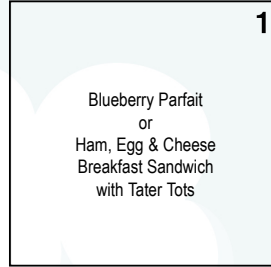 1
Blueberry Parfait
or
Ham, Egg & Cheese
Breakfast Sandwich
with Tater Tots